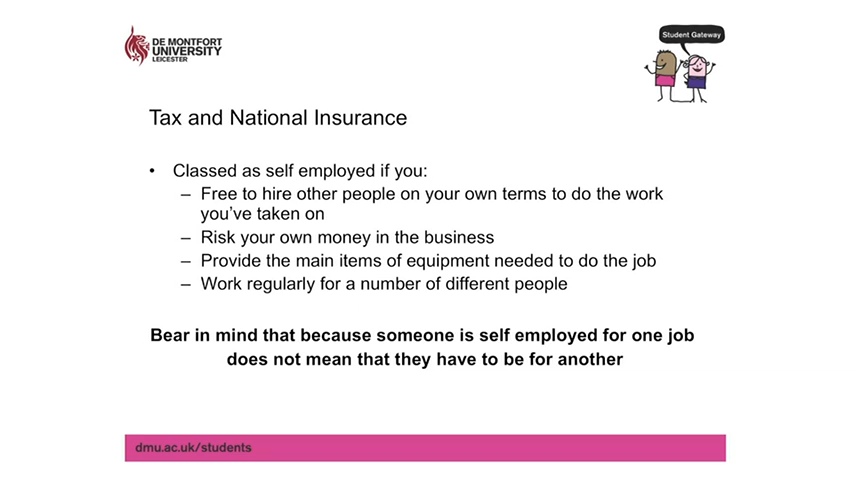 DE MONTFORT
UNIVERSITY
LEICESTER
Student Gateway
Tax and National Insurance
• Classed as self employed if you:
– Free to hire other people on your own terms to do the work
you’ve taken on
– Risk your own money in the business
– Provide the main items of equipment needed to do the job
– Work regularly for a number of different people
Bear in mind that because someone is self employed for one job
does not mean that they have to be for another
dmu.ac.uk/students